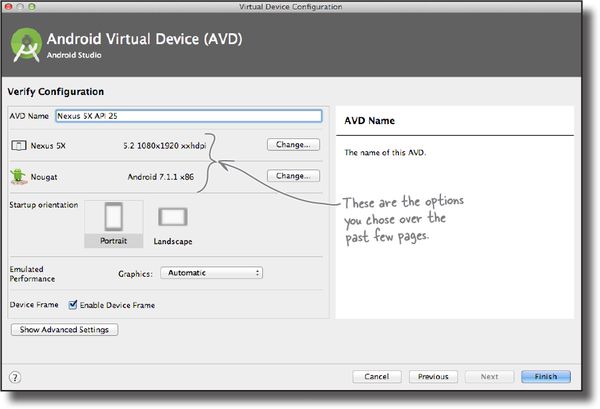 Virtual Device Configuration
Android Virtual Device (AVD)
Android Studio
Verify Configuration
AVD Name Nexus 5X API 25
Nexus 5X 5.2 1080x1920 xxhdpi Change...
Nougat Android 7.1.1 x86 Change...
Startup orientation
Portrait Landscape
Emulated
Performance Graphics: Automatic
Device Frame Enable Device Frame
Show Advanced Settings
AVD Name
The name of this AVD.
These are the options
you chose over the
past few pages.
? Cancel Previous Next Finish